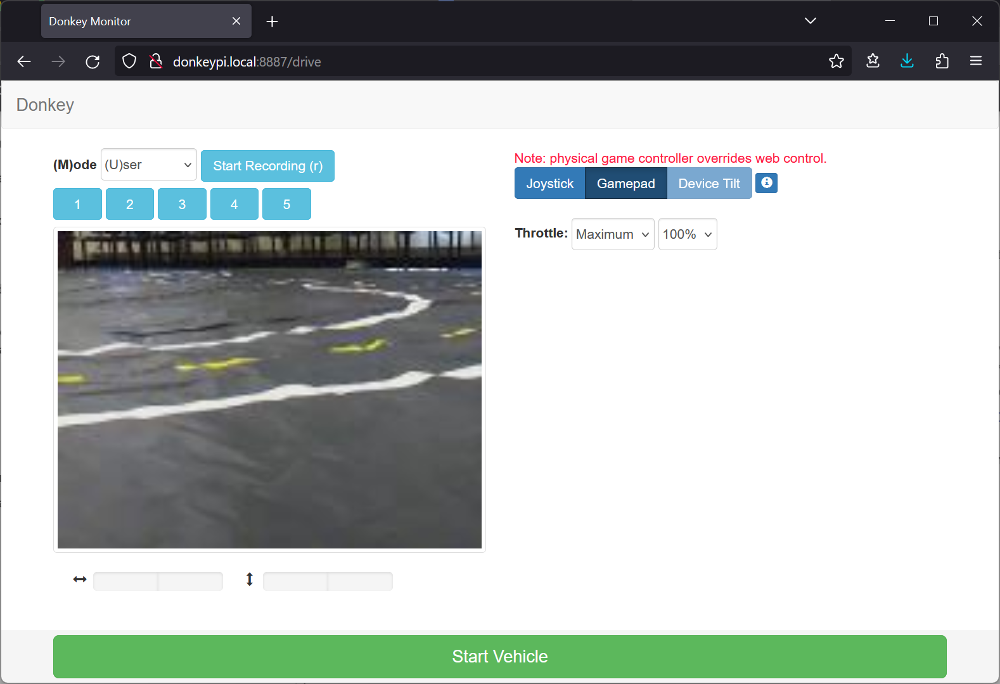 Donkey Monitor
donkeypi.local:8887/drive
Donkey
(M)ode (U)ser Start Recording (r)
1 2 3 4 5
Note: physical game controller overrides web control.
Joystick Gamepad Device Tilt
Throttle: Maximum 100%
Start Vehicle